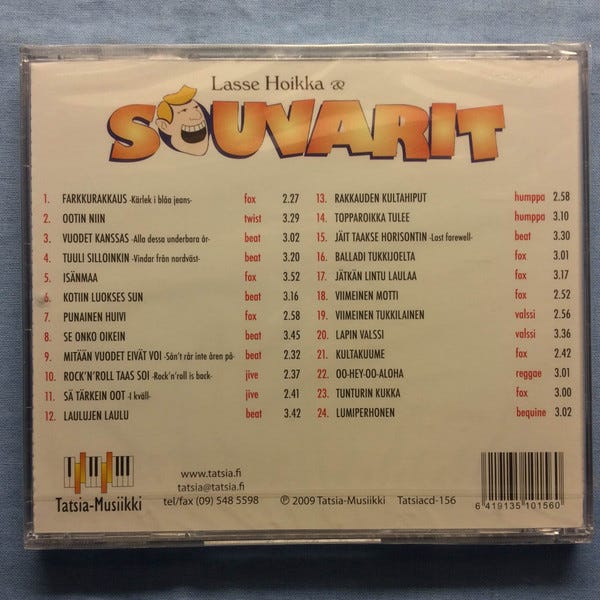 Lasse Hoikka &
SOUVARIT
1. FARKKURAKKAUS -Kärlek i blåa jeans- fox 2.27
2. OOTIN NIIN twist 3.29
3. VUODET KANSSAS -Alla dessa underbara år- beat 3.02
4. TUULI SILLOINKIN -Vindar från nordväst- beat 3.20
5. ISÄNMAA fox 3.52
6. KOTIIN LUOKSES SUN beat 3.16
7. PUNAINEN HUIVI fox 2.58
8. SE ONKO OIKEIN beat 3.45
9. MITÄÄN VUODET EIVÄT VOI -Sån't rår inte åren på- beat 2.32
10. ROCK'N'ROLL TAAS SOI -Rock'n'roll is back- jive 2.37
11. SÄ TÄRKEIN OOT -I kväll- jive 2.41
12. LAULUJEN LAULU beat 3.42
13. RAKKAUDEN KULTAHIPUT humppa 2.58
14. TOPPAROIKKA TULEE humppa 3.10
15. JÄIT TAAKSE HORISONTIN -Last farewell- beat 3.30
16. BALLADI TUKKIJOELTA fox 3.01
17. JÄTKÄN LINTU LAULAA fox 3.17
18. VIIMEINEN MOTTI fox 2.52
19. VIIMEINEN TUKKILAINEN valssi 2.56
20. LAPIN VALSSI valssi 3.36
21. KULTAKUUME fox 2.42
22. OO-HEY-OO-ALOHA reggae 3.01
23. TUNTURIN KUKKA fox 3.00
24. LUMIPERHONEN bequine 3.02
Tatsia-Musiikki
www.tatsia.fi
tatsia@tatsia.fi
tel/fax (09) 548 5598 ℗ 2009 Tatsia-Musiikki Tatsiacd-156
6 419135 101560